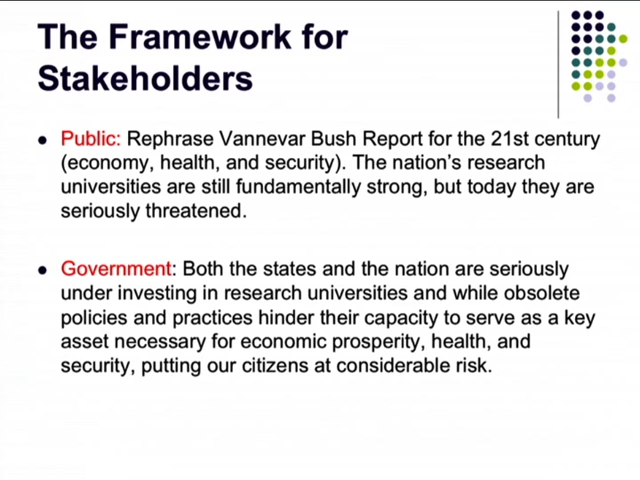 The Framework for
Stakeholders
● Public: Rephrase Vannevar Bush Report for the 21st century
(economy, health, and security). The nation's research
universities are still fundamentally strong, but today they are
seriously threatened.
● Government: Both the states and the nation are seriously
under investing in research universities and while obsolete
policies and practices hinder their capacity to serve as a key
asset necessary for economic prosperity, health, and
security, putting our citizens at considerable risk.